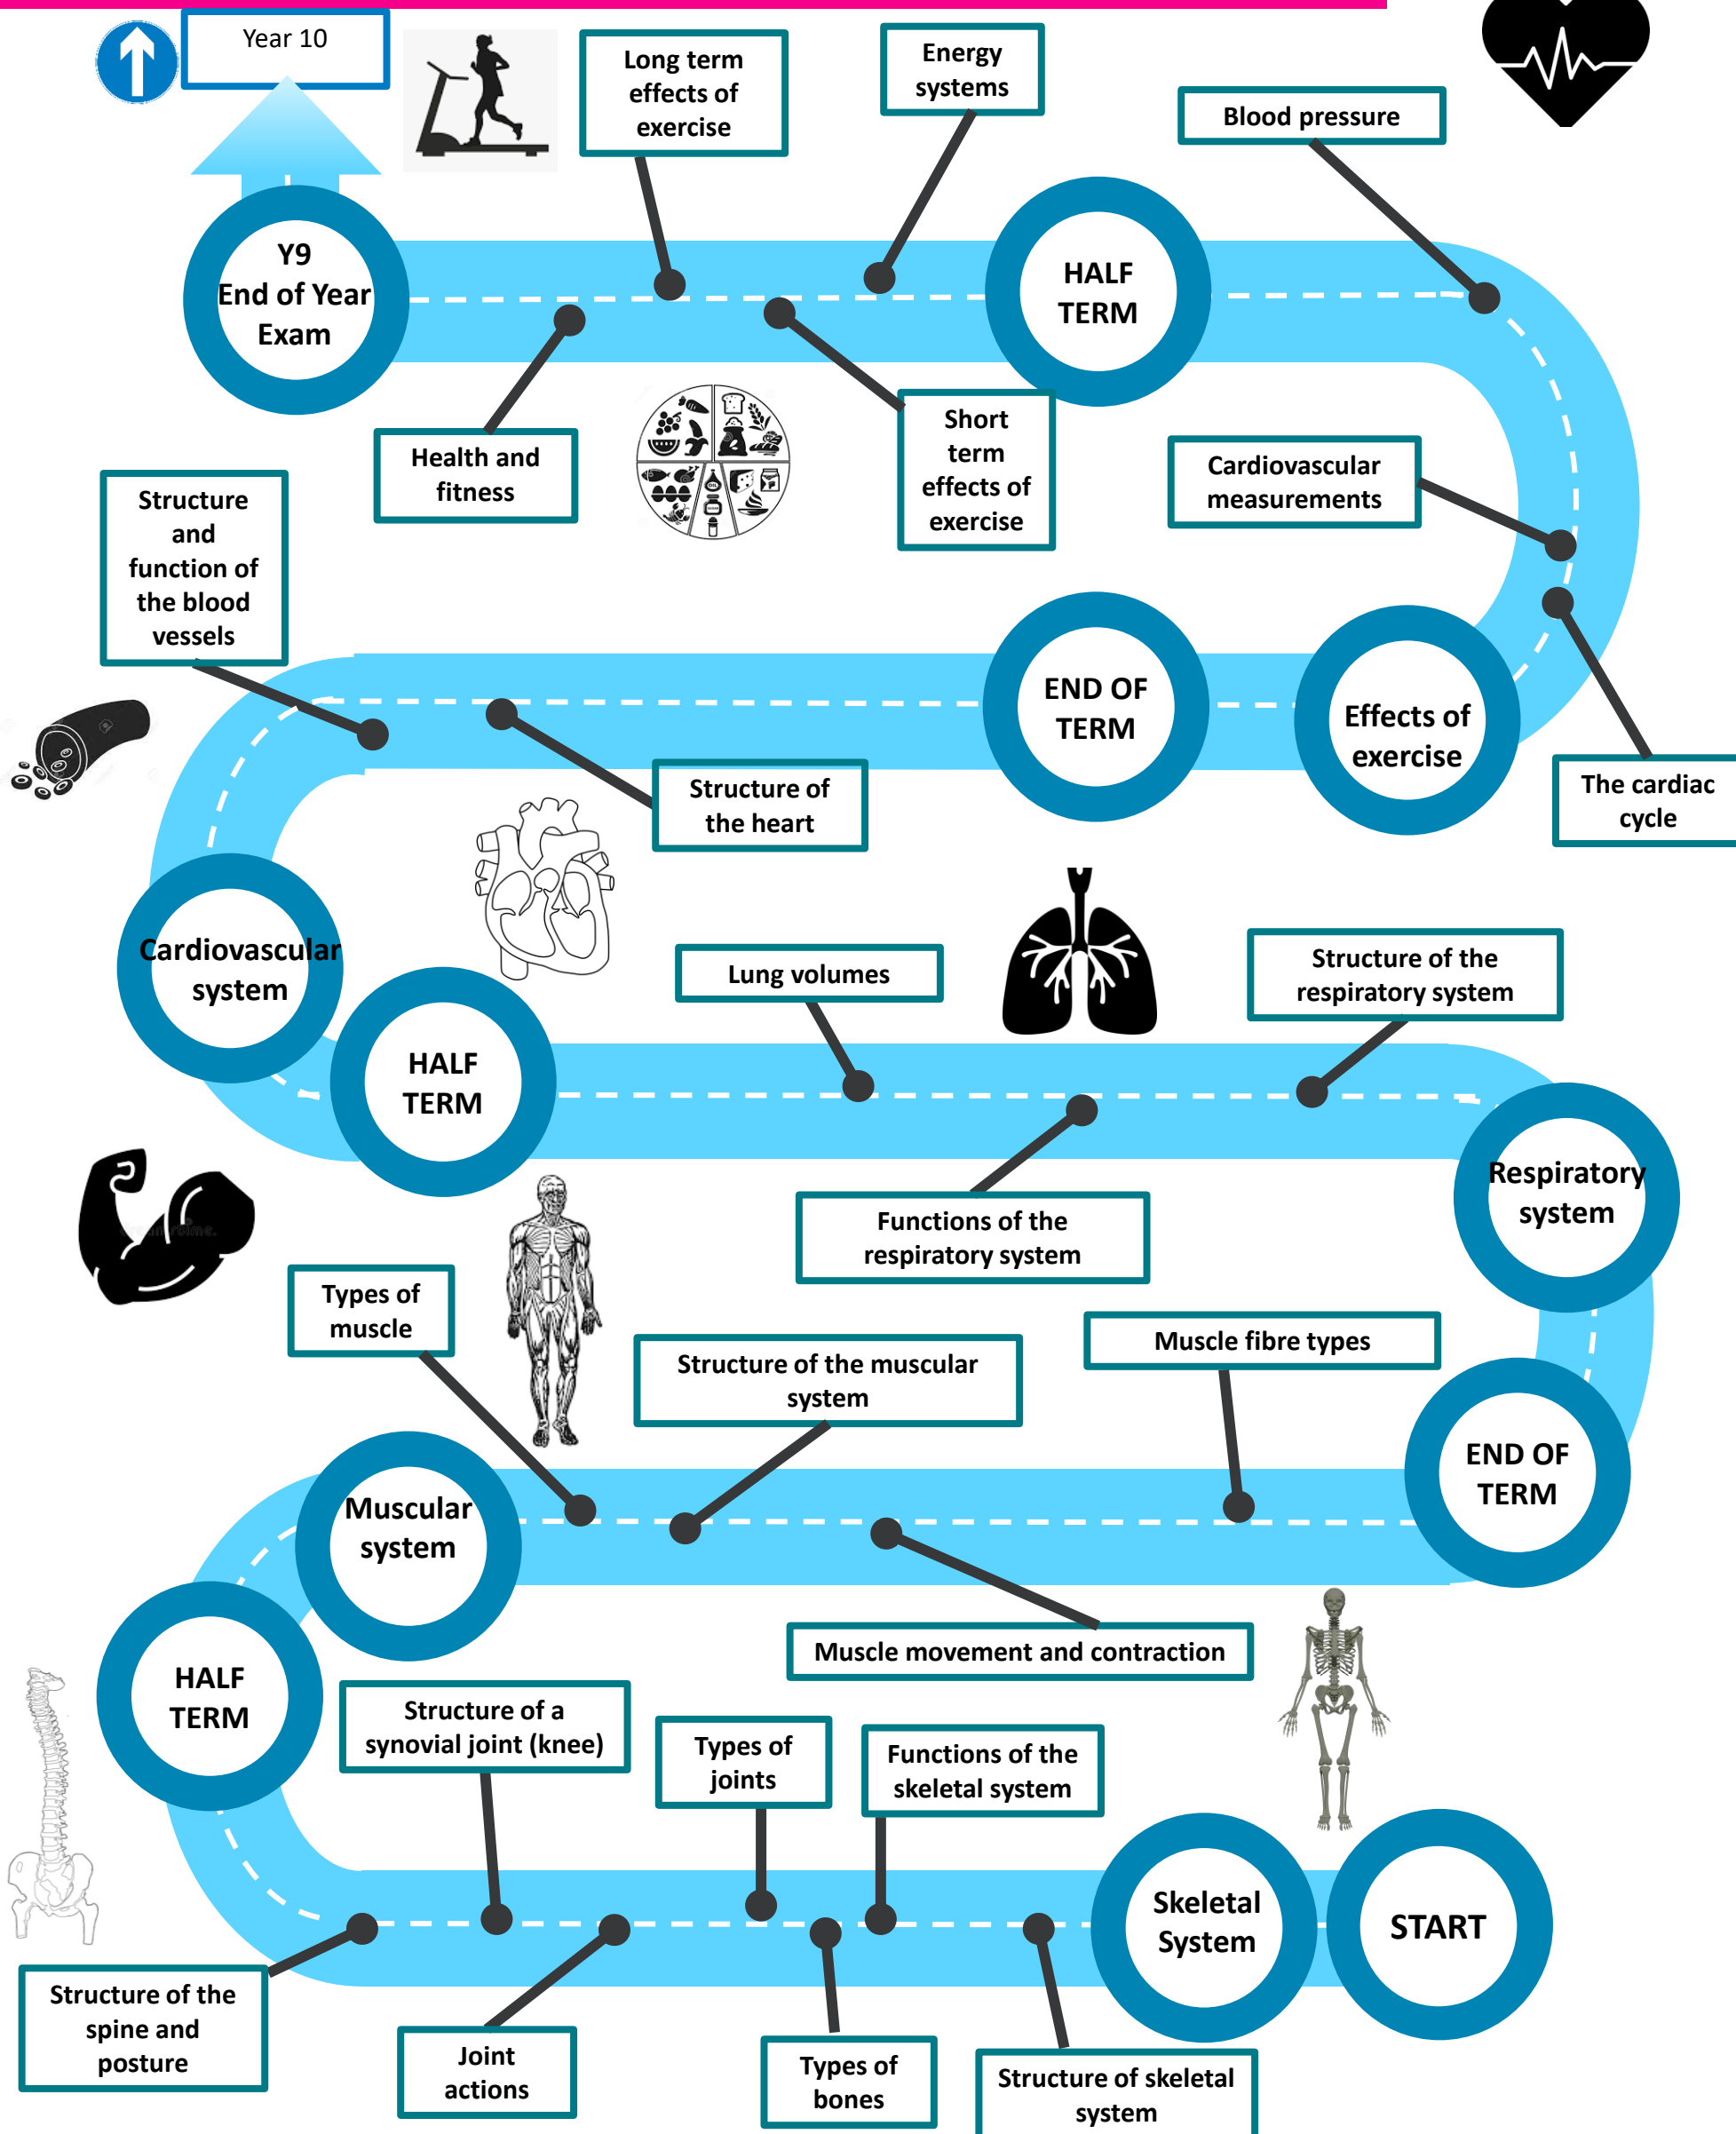 Year 10
Long term
effects of
exercise
Energy
systems
Blood pressure
Y9
End of Year
Exam
HALF
TERM
Health and
fitness
Short
term
effects of
exercise
Cardiovascular
measurements
Structure
and
function of
the blood
vessels
END OF
TERM
Effects of
exercise
The cardiac
cycle
Structure of
the heart
Cardiovascular
system
HALF
TERM
Lung volumes
Structure of the
respiratory system
Functions of the
respiratory system
Respiratory
system
Types of
muscle
Structure of the muscular
system
Muscle fibre types
END OF
TERM
Muscular
system
Muscle movement and contraction
HALF
TERM
Structure of a
synovial joint (knee)
Types of
joints
Functions of the
skeletal system
Skeletal
System
START
Structure of the
spine and
posture
Joint
actions
Types of
bones
Structure of skeletal
system